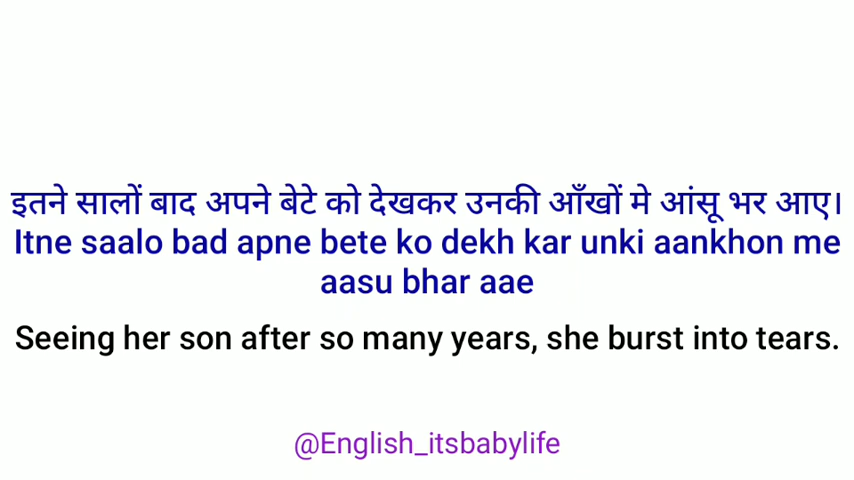 इतने सालों बाद अपने बेटे को देखकर उनकी आँखों मे आंसू भर आए।
Itne saalo bad apne bete ko dekh kar unki aankhon me
aasu bhar aae
Seeing her son after so many years, she burst into tears.
@English_itsbabylife